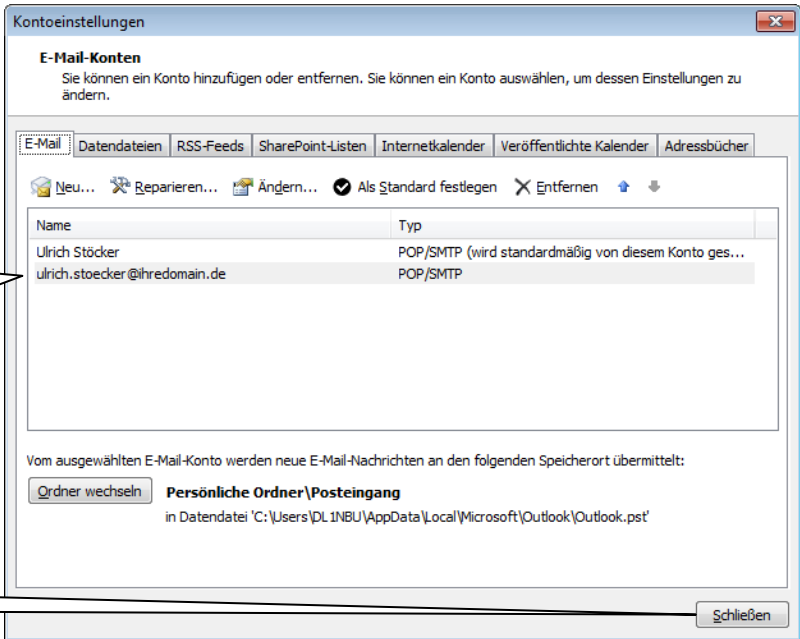 Kontoeinstellungen
E-Mail-Konten
Sie können ein Konto hinzufügen oder entfernen. Sie können ein Konto auswählen, um dessen Einstellungen zu
ändern.
E-Mail Datendateien RSS-Feeds SharePoint-Listen Internetkalender Veröffentlichte Kalender Adressbücher
Neu... Reparieren... Ändern... Als Standard festlegen Entfernen
Name Typ
Ulrich Stöcker POP/SMTP (wird standardmäßig von diesem Konto ges...
ulrich.stoecker@ihredomain.de POP/SMTP
Vom ausgewählten E-Mail-Konto werden neue E-Mail-Nachrichten an den folgenden Speicherort übermittelt:
Ordner wechseln Persönliche Ordner\Posteingang
in Datendatei 'C:\Users\DL1NBU\AppData\Local\Microsoft\Outlook\Outlook.pst'
Schließen